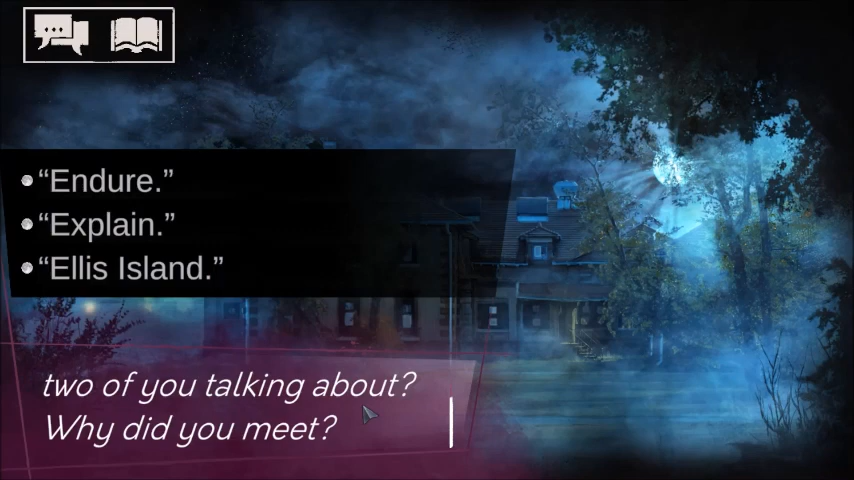 “Endure.”
“Explain.”
“Ellis Island.”
two of you talking about?
Why did you meet?